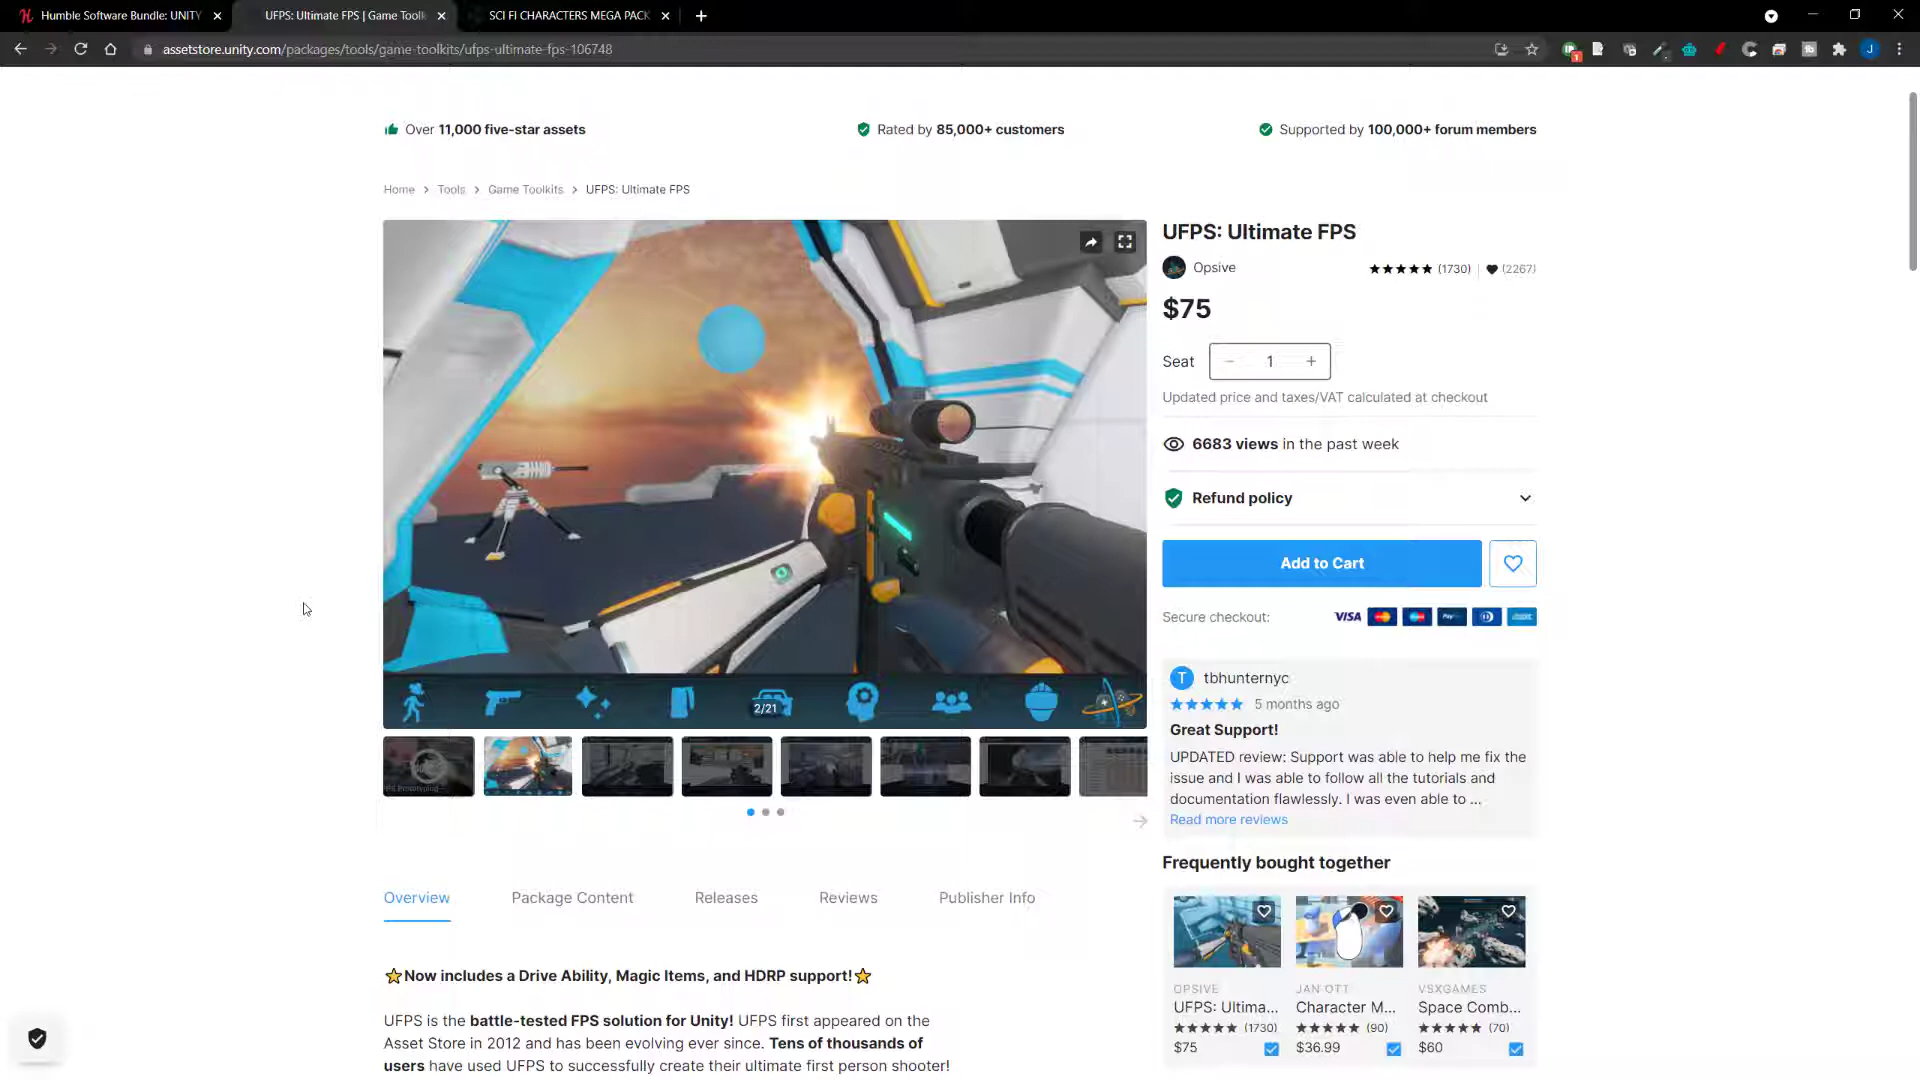 Humble Software Bundle: UNITY
UFPS: Ultimate FPS | Game Toolk
SCI FI CHARACTERS MEGA PACK
assetstore.unity.com/packages/tools/game-toolkits/ufps-ultimate-fps-106748
Over 11,000 five-star assets
Rated by 85,000+ customers
Supported by 100,000+ forum members
Home > Tools > Game Toolkits > UFPS: Ultimate FPS
UFPS: Ultimate FPS
Opsive
(1730) | (2267)
$75
Seat − 1 +
Updated price and taxes/VAT calculated at checkout
6683 views in the past week
Refund policy
Add to Cart
Secure checkout: VISA
2/21
T tbhunternyc
5 months ago
Great Support!
UPDATED review: Support was able to help me fix the
issue and I was able to follow all the tutorials and
documentation flawlessly. I was even able to ...
Read more reviews
Frequently bought together
OPSIVE
UFPS: Ultima...
(1730)
$75
JAN OTT
Character M...
(90)
$36.99
VSXGAMES
Space Comb...
(70)
$60
Overview Package Content Releases Reviews Publisher Info
⭐Now includes a Drive Ability, Magic Items, and HDRP support!⭐
UFPS is the battle-tested FPS solution for Unity! UFPS first appeared on the
Asset Store in 2012 and has been evolving ever since. Tens of thousands of
users have used UFPS to successfully create their ultimate first person shooter!